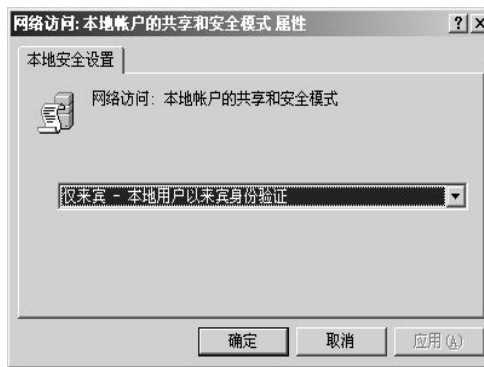 网络访问: 本地帐户的共享和安全模式 属性
本地安全设置
网络访问: 本地帐户的共享和安全模式
仅来宾 - 本地用户以来宾身份验证
确定 取消 应用(A)